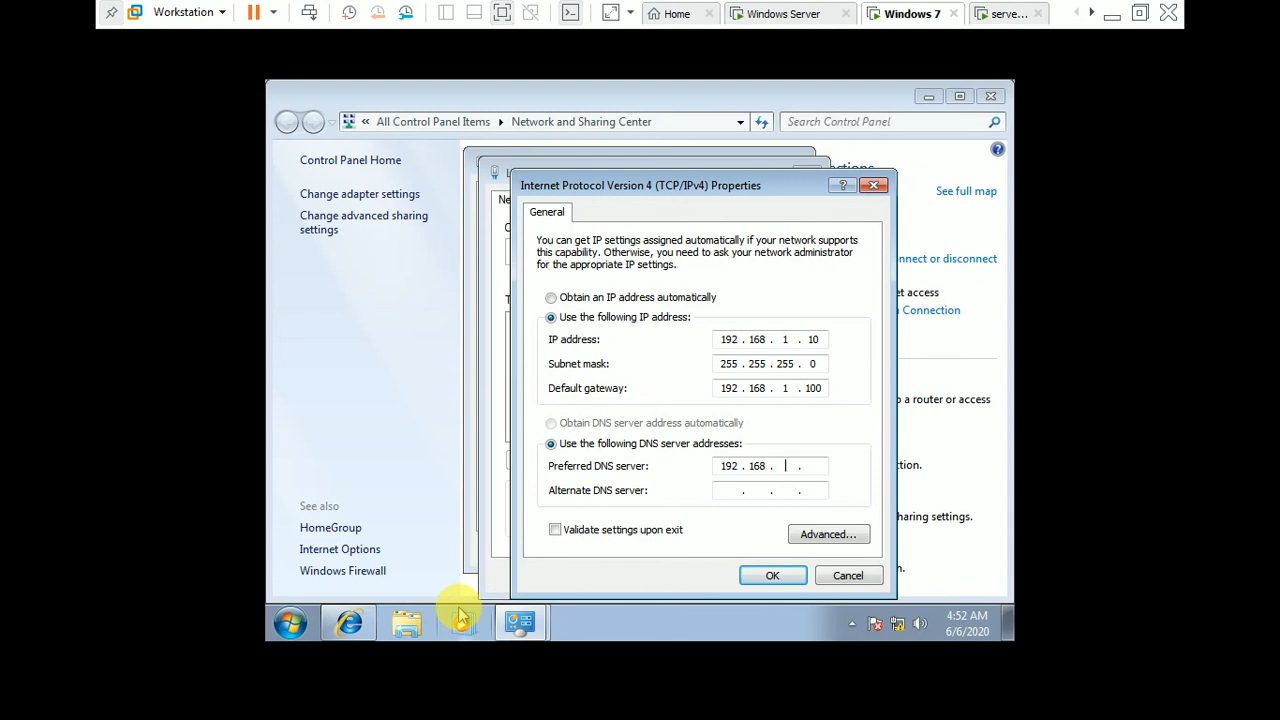 Workstation
Home
Windows Server
Windows 7
serve...
All Control Panel Items
Network and Sharing Center
Search Control Panel
Control Panel Home
Change adapter settings
Change advanced sharing
settings
See also
HomeGroup
Internet Options
Windows Firewall
See full map
nnect or disconnect
et access
Connection
p a router or access
ction.
haring settings.
Internet Protocol Version 4 (TCP/IPv4) Properties
General
You can get IP settings assigned automatically if your network supports
this capability. Otherwise, you need to ask your network administrator
for the appropriate IP settings.
Obtain an IP address automatically
Use the following IP address:
IP address: 192 . 168 . 1 . 10
Subnet mask: 255 . 255 . 255 . 0
Default gateway: 192 . 168 . 1 . 100
Obtain DNS server address automatically
Use the following DNS server addresses:
Preferred DNS server: 192 . 168 . .
Alternate DNS server: . . .
Validate settings upon exit
Advanced...
OK
Cancel
4:52 AM
6/6/2020